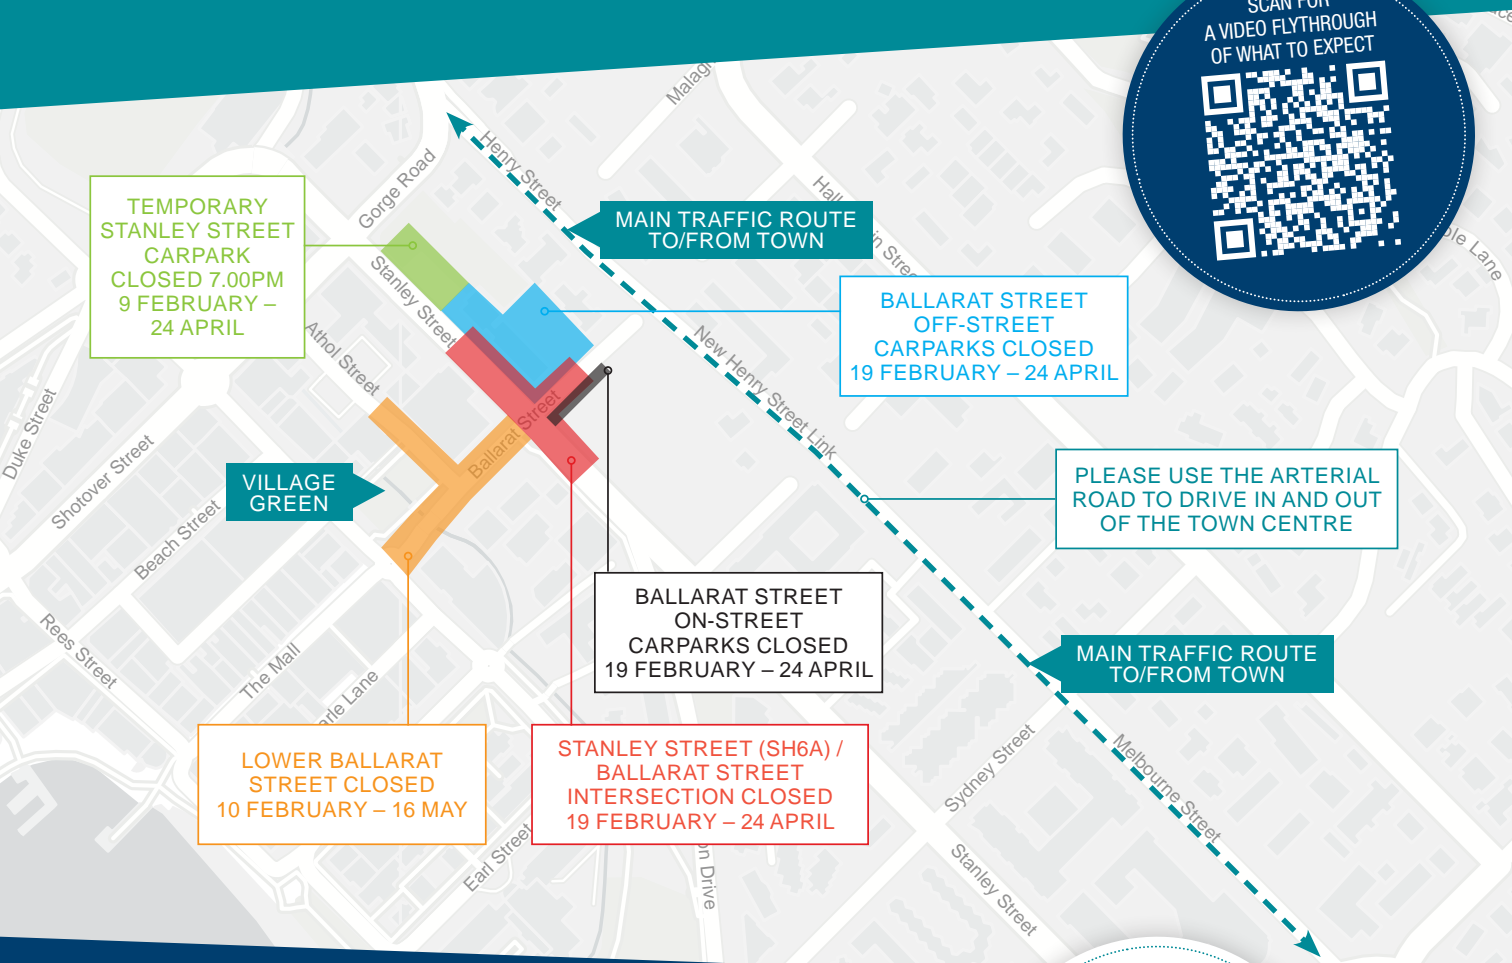 SCAN FOR
A VIDEO FLYTHROUGH
OF WHAT TO EXPECT
Henry Street
Gorge Road
TEMPORARY
STANLEY STREET
CARPARK
CLOSED 7.00PM
9 FEBRUARY –
24 APRIL
MAIN TRAFFIC ROUTE
TO/FROM TOWN
Stanley Street
BALLARAT STREET
OFF-STREET
CARPARKS CLOSED
19 FEBRUARY – 24 APRIL
Athol Street
New Henry Street Link
Lane
Duke Street
Shotover Street
Beach Street
Ballarat Street
VILLAGE
GREEN
PLEASE USE THE ARTERIAL
ROAD TO DRIVE IN AND OUT
OF THE TOWN CENTRE
BALLARAT STREET
ON-STREET
CARPARKS CLOSED
19 FEBRUARY – 24 APRIL
Rees Street
The Mall
Lane
MAIN TRAFFIC ROUTE
TO/FROM TOWN
LOWER BALLARAT
STREET CLOSED
10 FEBRUARY – 16 MAY
STANLEY STREET (SH6A) /
BALLARAT STREET
INTERSECTION CLOSED
19 FEBRUARY – 24 APRIL
Sydney Street
Melbourne Street
Earl Street
Drive
Stanley Street